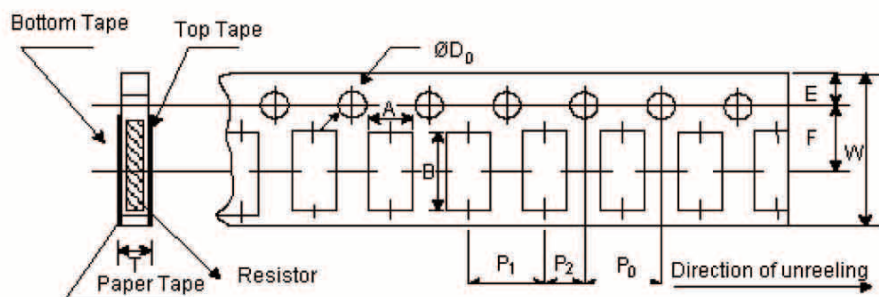 Bottom Tape
Top Tape
ØD0
E
A
F
W
B
T
Paper Tape
Resistor
P1
P2
P0
Direction of unreeling